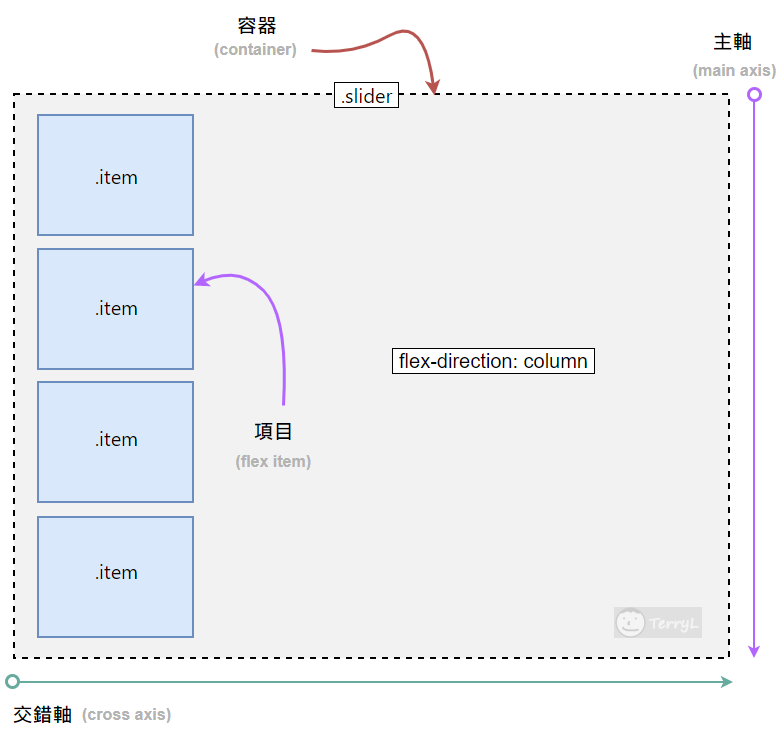 容器
(container)
主軸
(main axis)
.slider
.item
.item
flex-direction: column
項目
(flex item)
.item
.item
TerryL
交錯軸 (cross axis)